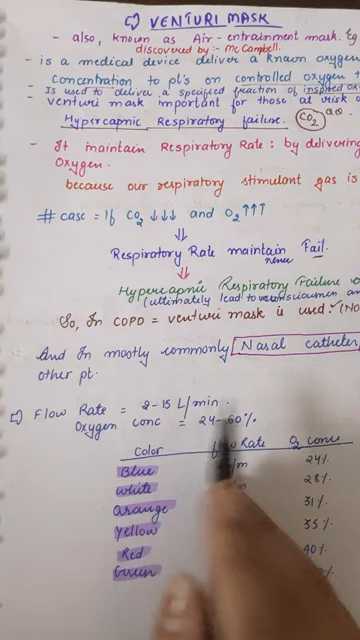 c) VENTURI MASK
- also, known as Air-entrainment mask. Eg
discovered by :- Mc Campbell.
- is a medical device deliver a known oxygen
Concentration to pt's on controlled oxygen t
- Is used to deliver a specified fraction of inspired ox
- venturi mask important for those at risk
Hypercapnic Respiratory failure. CO2
- It maintain Respiratory Rate : by delivering
Oxygen.
because our respiratory stimulant gas is
# case = If CO2 ↓↓↓ and O2 ↑↑↑
⇓
Respiratory Rate maintain Fail.
⇓
Hypercapneic Respiratory Failure
(ultimately lead to
So, In COPD = venturi mask is used. (NO
And In mostly commonly Nasal catheter,
other pt.
⇒ Flow Rate = 2-15 L/min.
Oxygen conc = 24-60%.
Color flow Rate O2 conc
Blue /m 24%
White m 28%
Orange 31%
Yellow 35%
Red 40%
Green